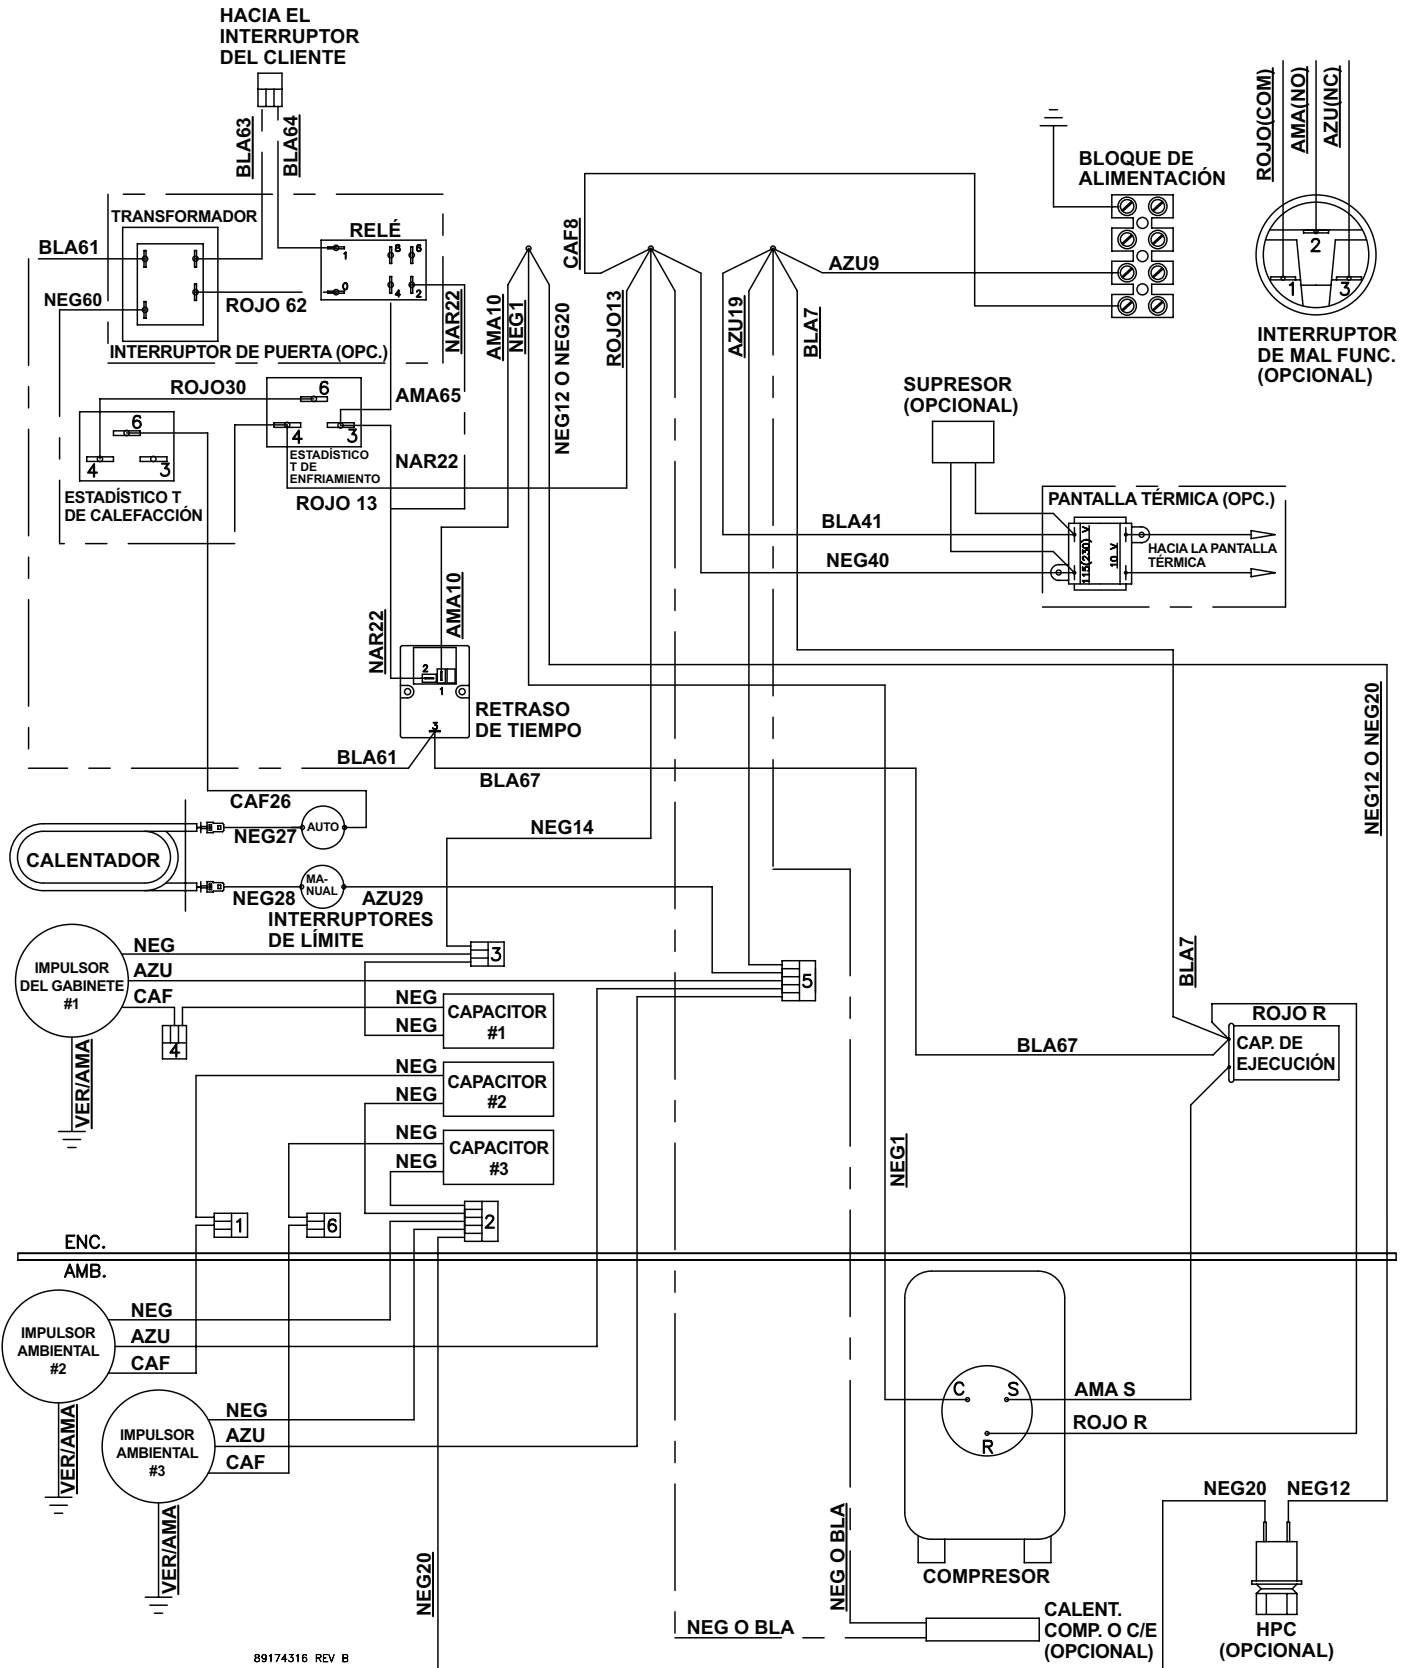 HACIA EL
INTERRUPTOR
DEL CLIENTE
BLA63
BLA64
ROJO(COM)
AMA(NO)
AZU(NC)
BLOQUE DE
ALIMENTACIÓN
TRANSFORMADOR
RELÉ
BLA61
1
8
6
0
4
2
NEG60
ROJO 62
NAR22
INTERRUPTOR DE PUERTA (OPC.)
AMA10
NEG1
NEG12 O NEG20
CAF8
ROJO13
AZU19
BLA7
AZU9
2
1
3
INTERRUPTOR
DE MAL FUNC.
(OPCIONAL)
ROJO30
6
4
3
AMA65
6
4
3
ESTADÍSTICO
T DE
ENFRIAMIENTO
NAR22
ESTADÍSTICO T
DE CALEFACCIÓN
ROJO 13
SUPRESOR
(OPCIONAL)
PANTALLA TÉRMICA (OPC.)
BLA41
NEG40
115(230) V
10 V
HACIA LA PANTALLA
TÉRMICA
NAR22
AMA10
2
1
3
RETRASO
DE TIEMPO
BLA61
BLA67
NEG12 O NEG20
CAF26
NEG27
AUTO
NEG14
CALENTADOR
MA-
NUAL
NEG28
AZU29
INTERRUPTORES
DE LÍMITE
IMPULSOR
DEL GABINETE
#1
NEG
AZU
CAF
3
5
4
NEG
NEG
CAPACITOR
#1
VER/AMA
NEG
NEG
CAPACITOR
#2
NEG
NEG
CAPACITOR
#3
BLA7
BLA67
ROJO R
CAP. DE
EJECUCIÓN
NEG1
1
6
2
ENC.
AMB.
IMPULSOR
AMBIENTAL
#2
NEG
AZU
CAF
VER/AMA
IMPULSOR
AMBIENTAL
#3
NEG
AZU
CAF
VER/AMA
C
S
R
AMA S
ROJO R
NEG20
NEG O BLA
NEG O BLA
COMPRESOR
CALENT.
COMP. O C/E
(OPCIONAL)
NEG20
NEG12
HPC
(OPCIONAL)
89174316 REV B